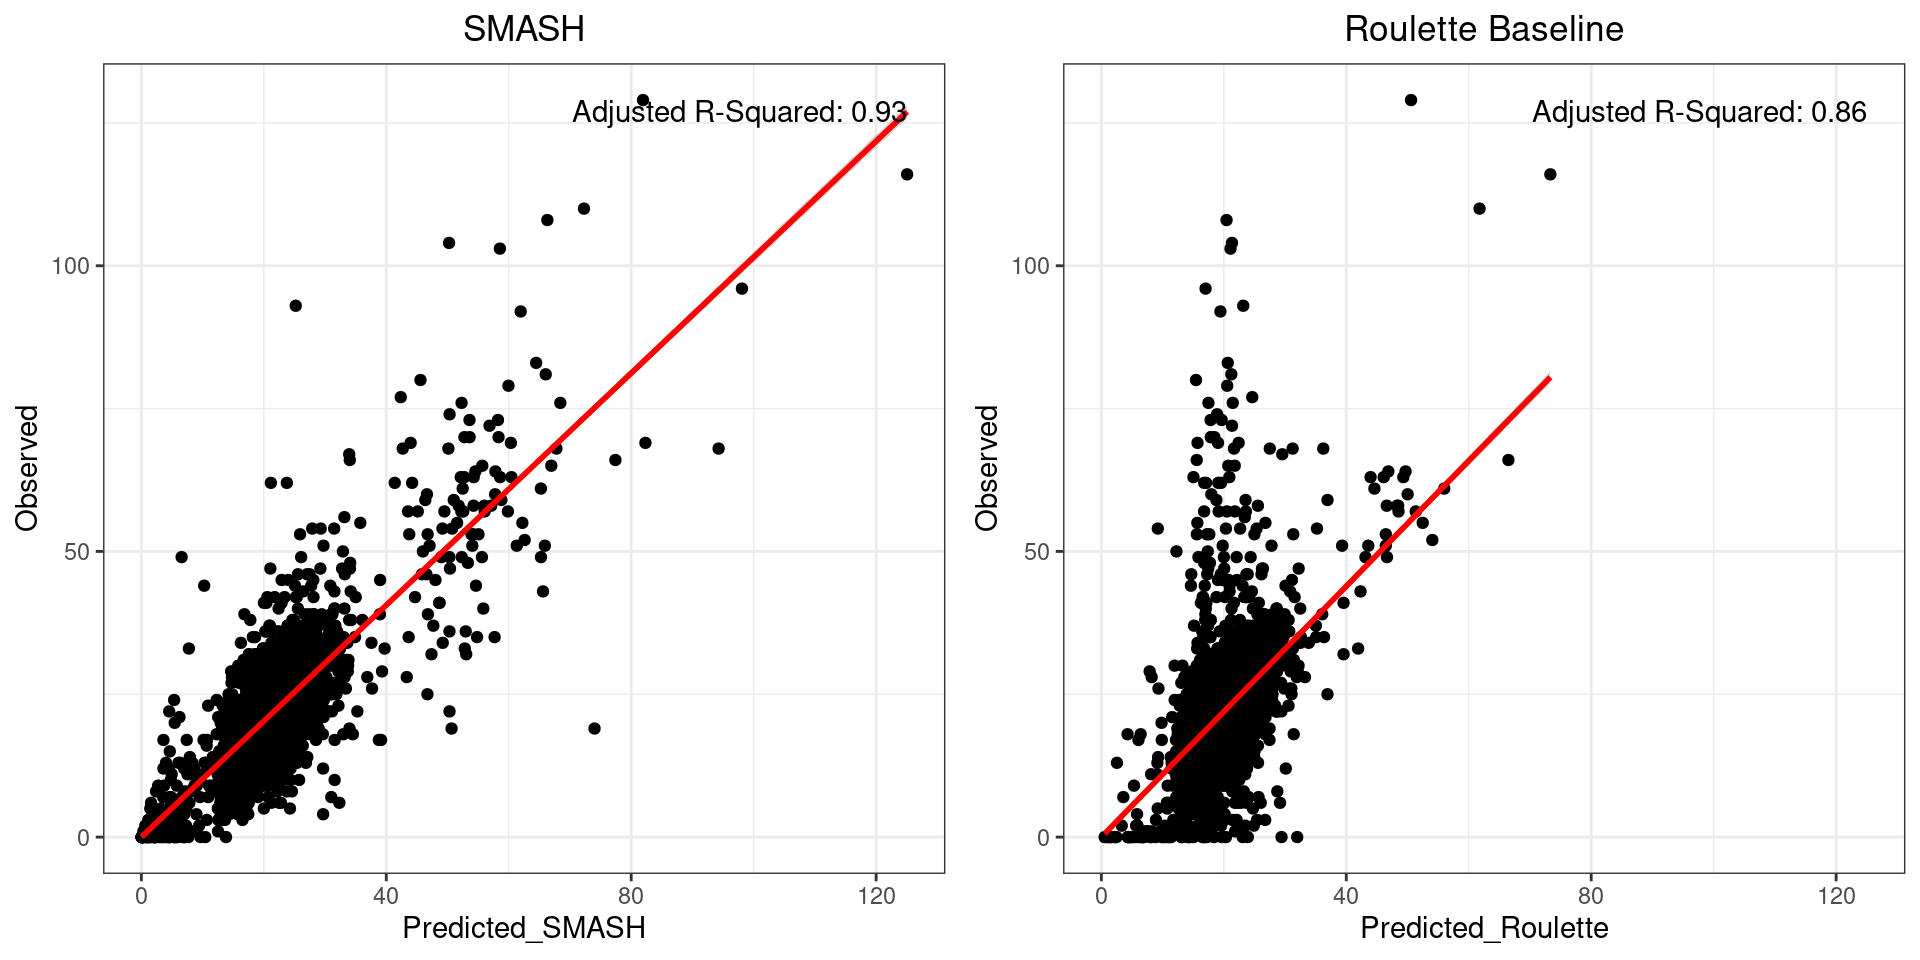 SMASH
Adjusted R-Squared: 0.93
100
50
0
Observed
0
40
80
120
Predicted_SMASH
Roulette Baseline
Adjusted R-Squared: 0.86
100
50
0
Observed
0
40
80
120
Predicted_Roulette